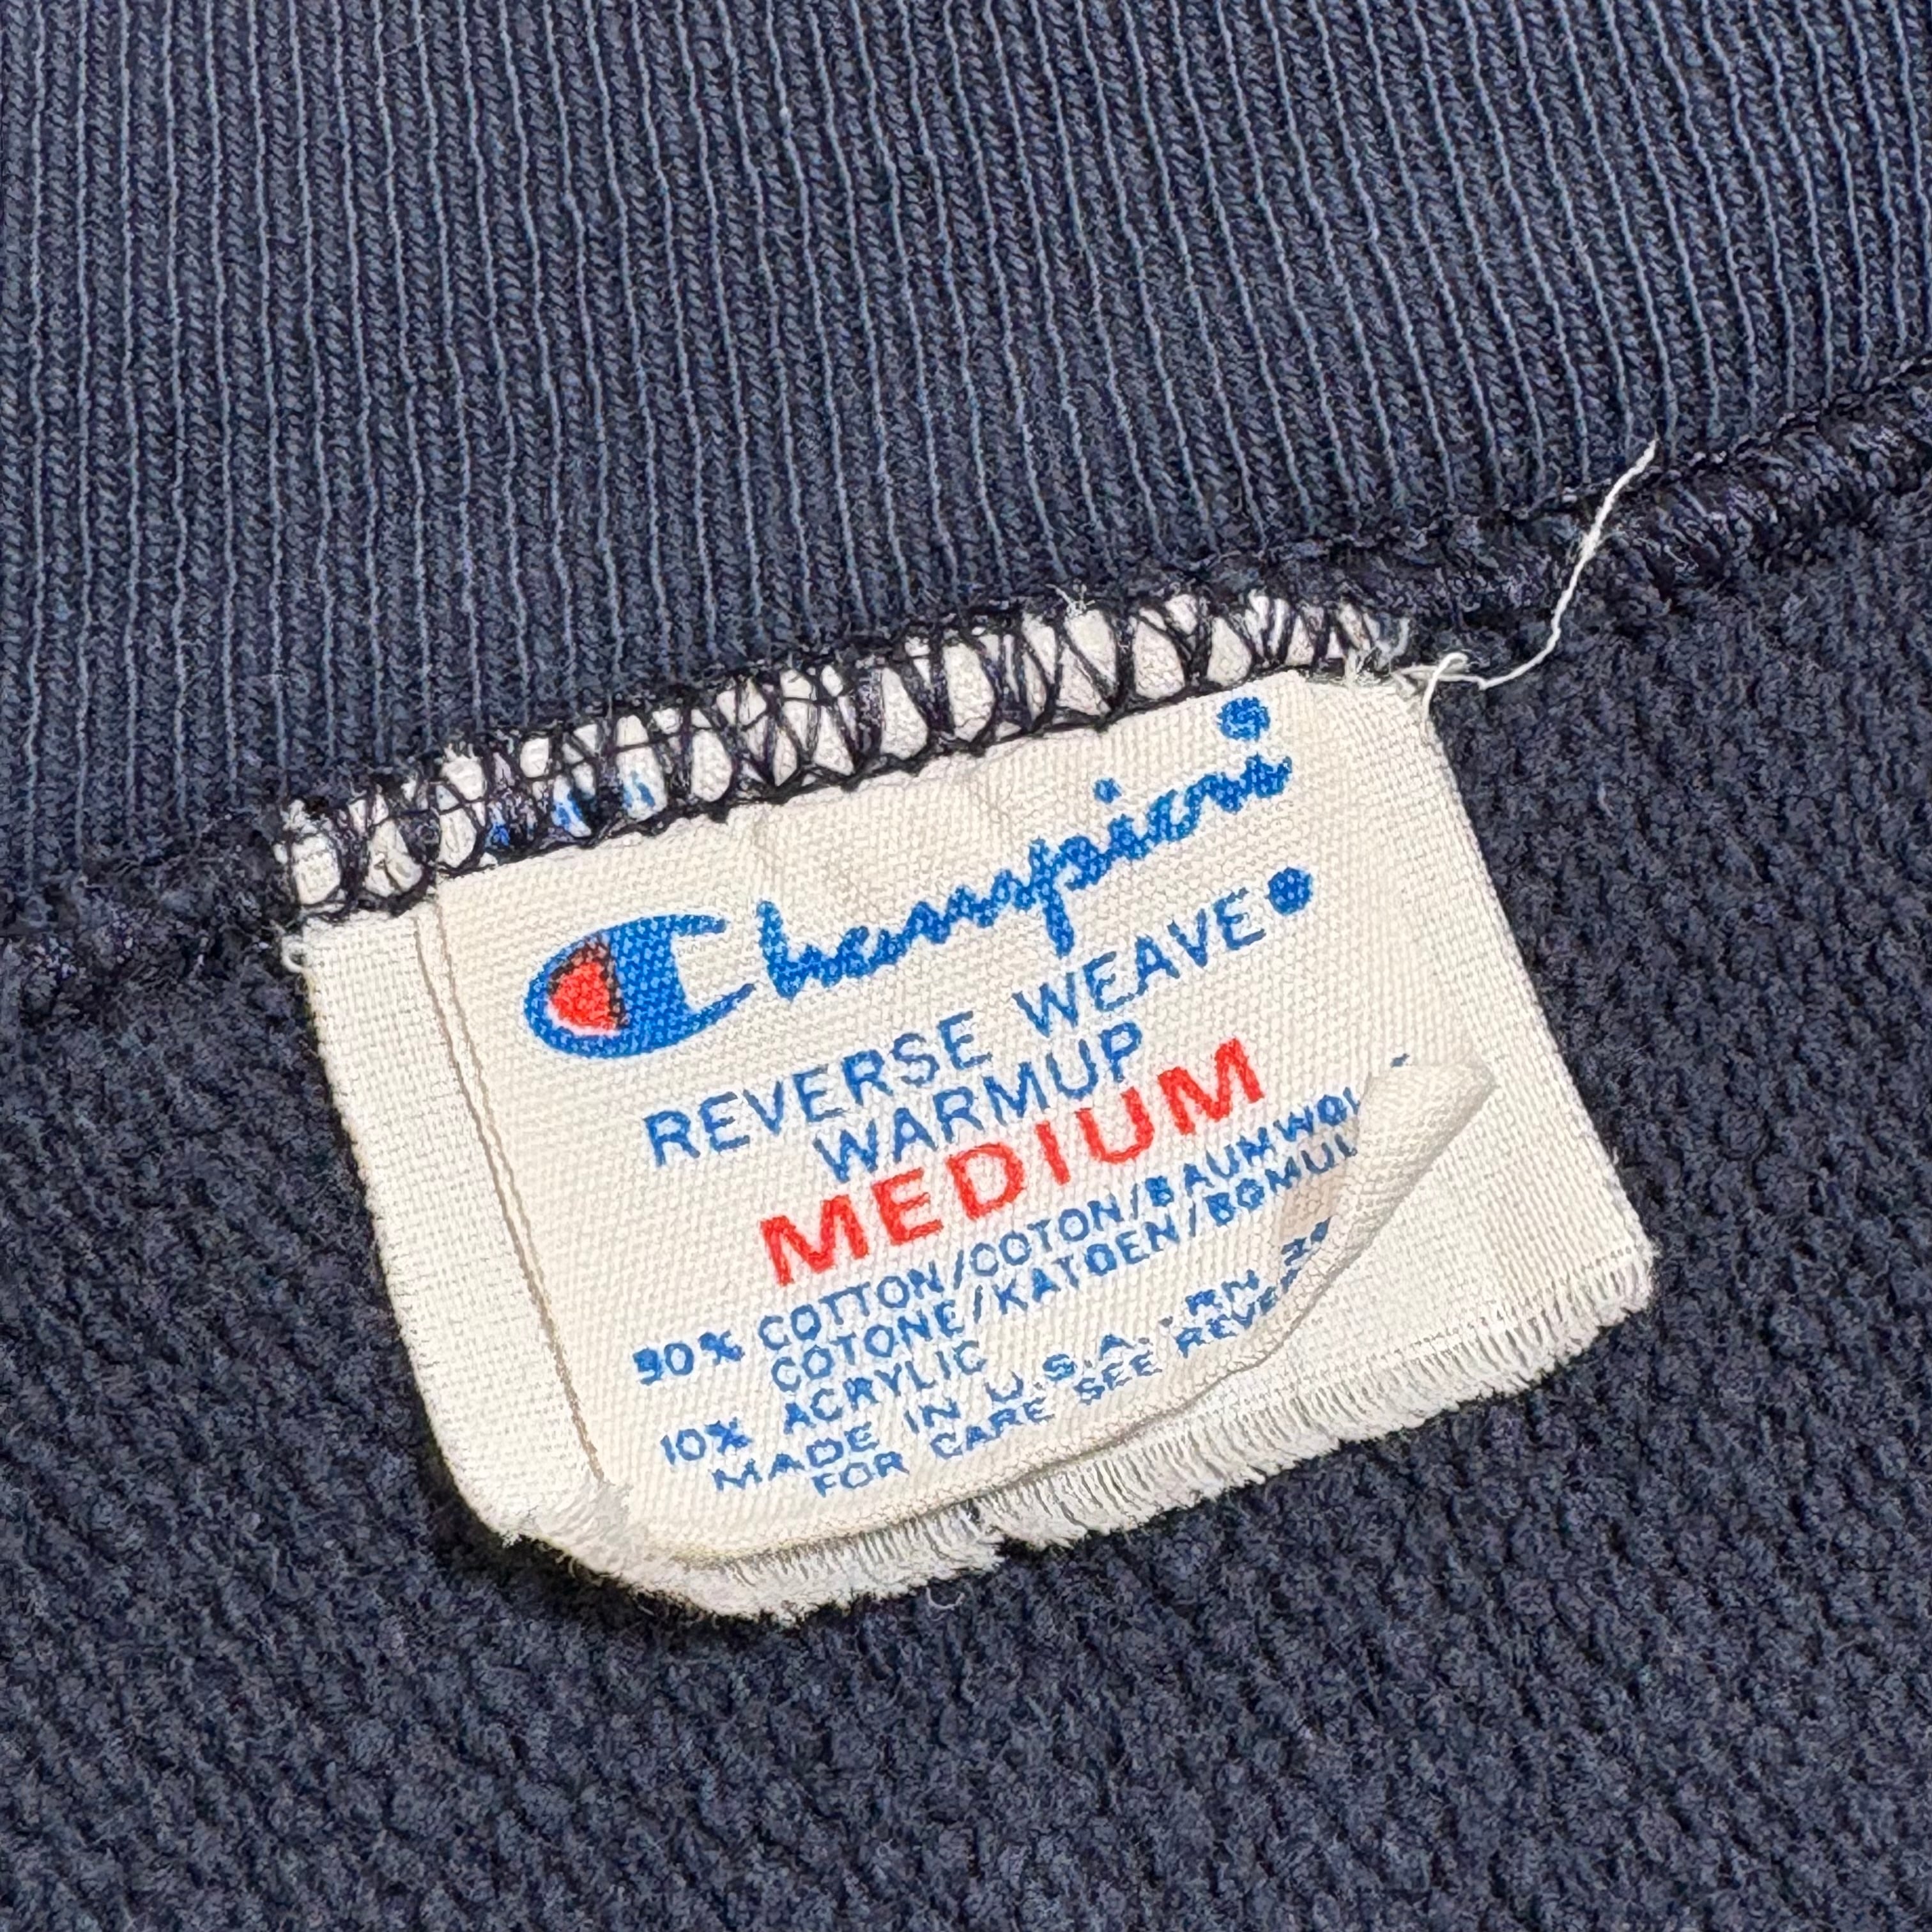 Champion
REVERSE WEAVE
WARMUP
MEDIUM
90% COTTON/COTON/BAUMWOL
COTONE/KATOEN/BOMUL
10% ACRYLIC
MADE IN U.S.A. RN
FOR CARE SEE REVE